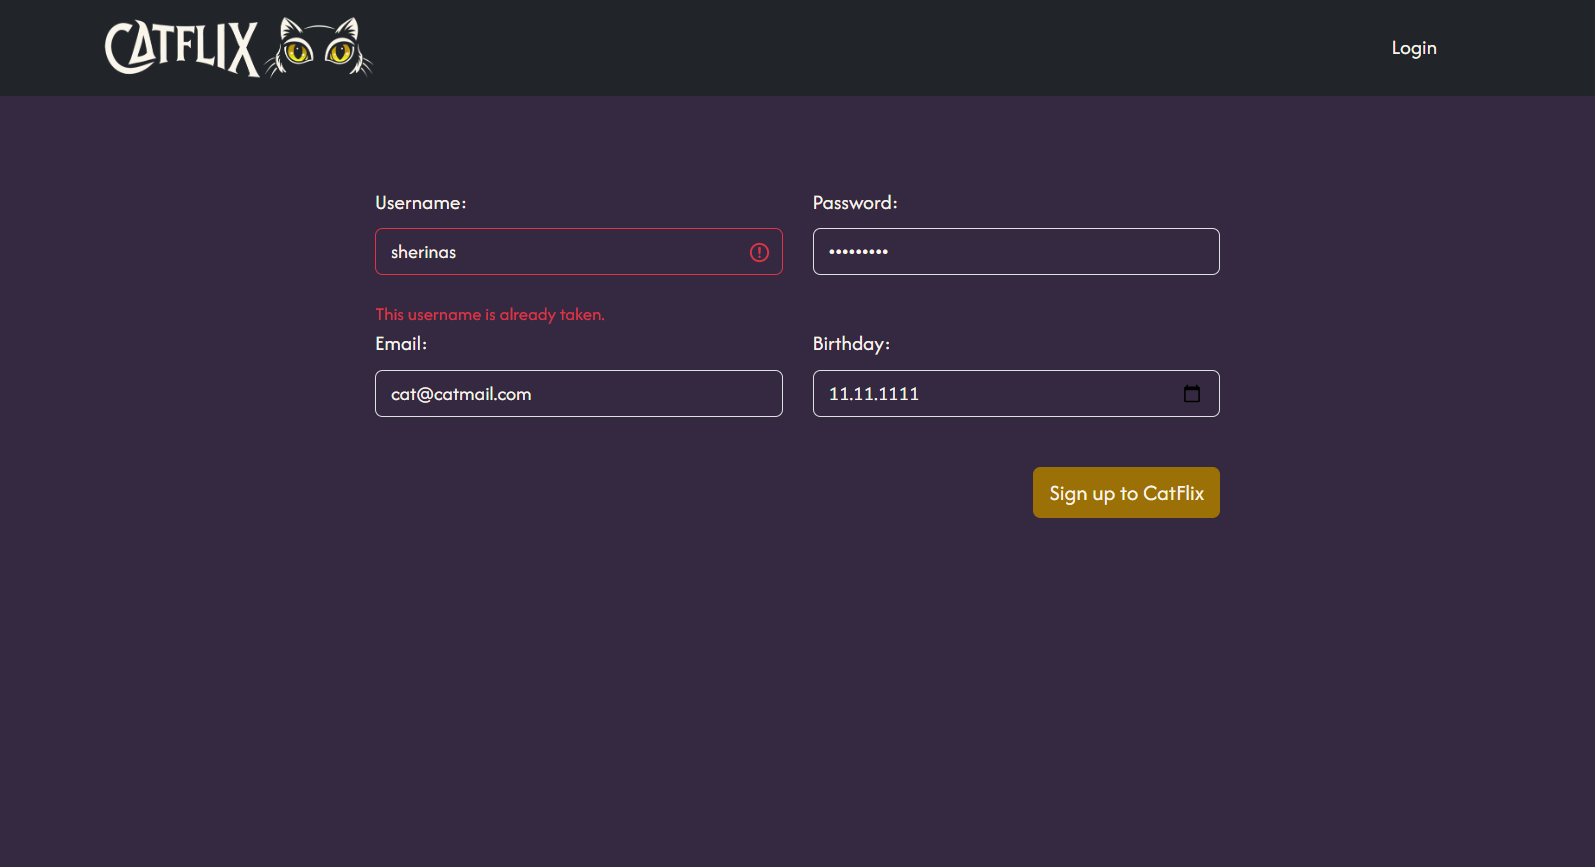 CATFLIX
Login
Username:
Password:
sherinas
•••••••••
This username is already taken.
Email:
Birthday:
cat@catmail.com
11.11.1111
Sign up to CatFlix